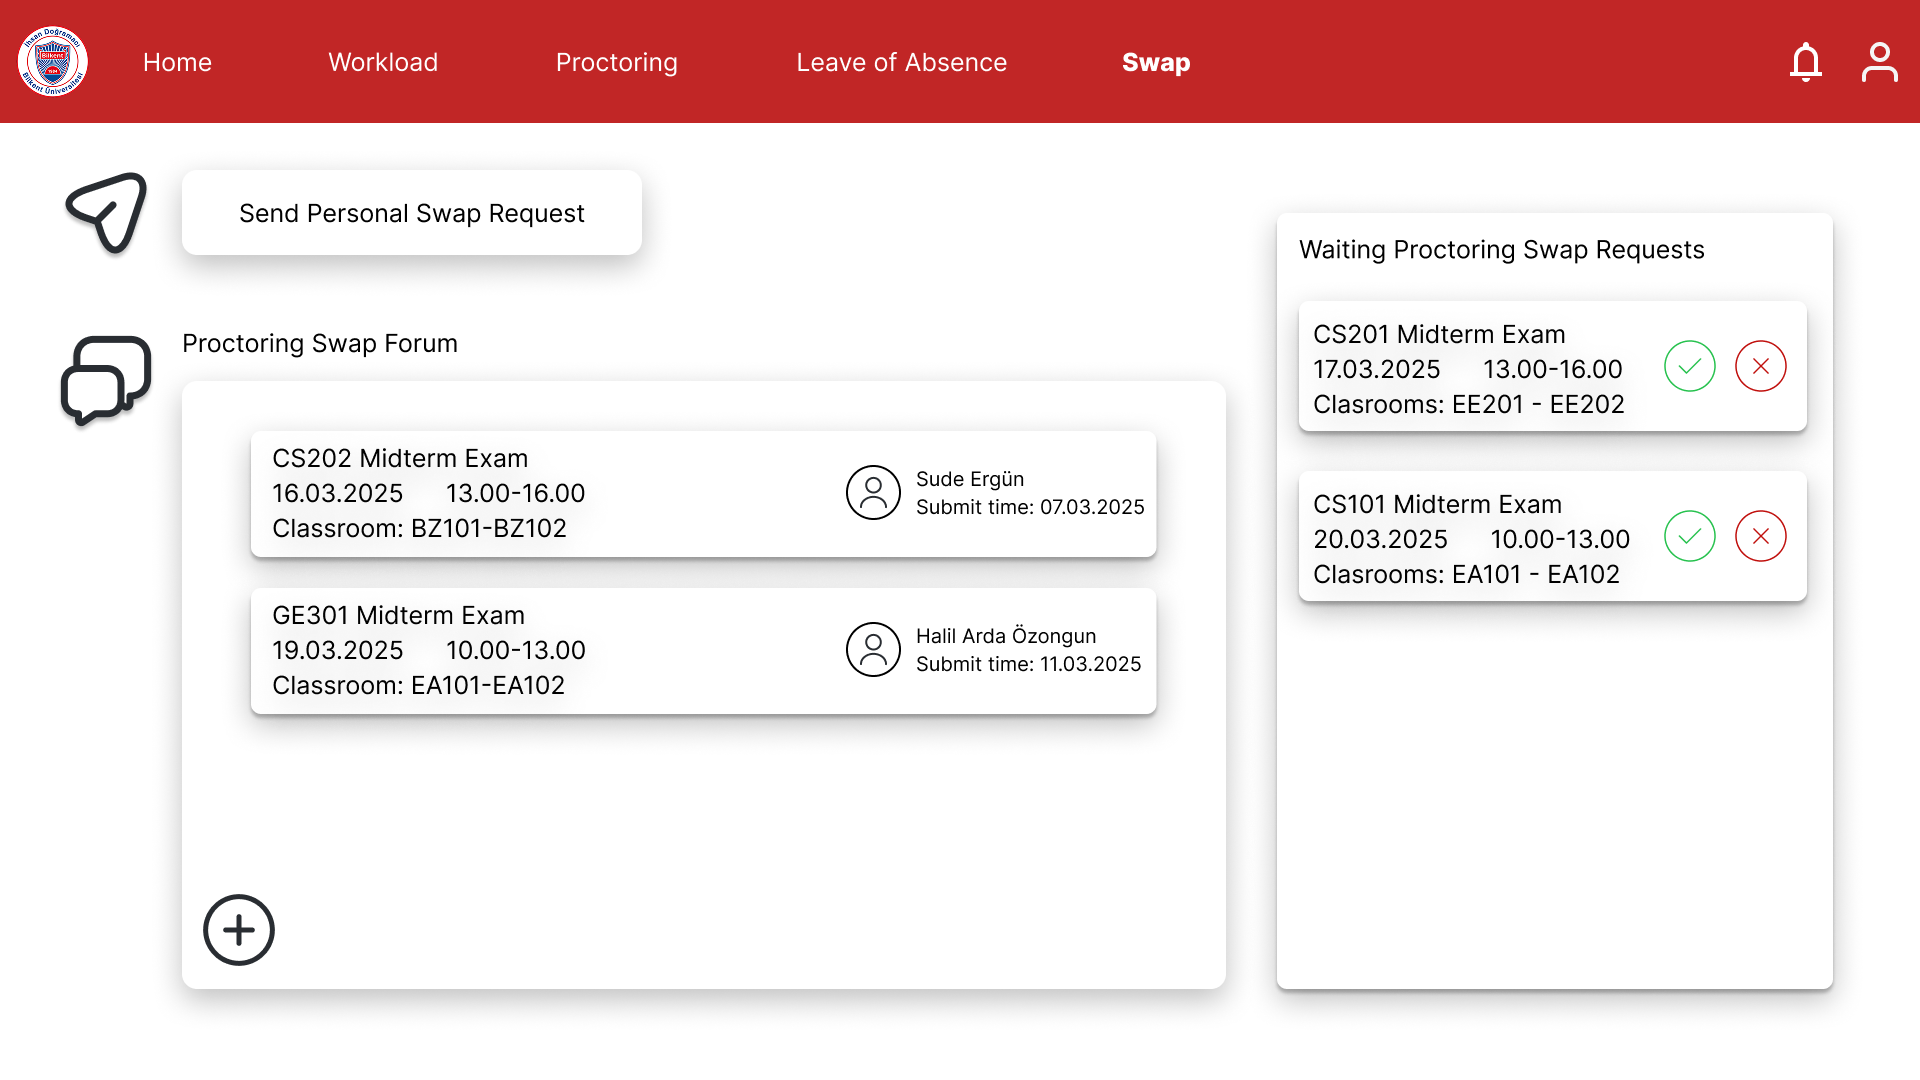 İhsan Doğramacı
Bilkent
1984
Bilkent Üniversitesi
Home
Workload
Proctoring
Leave of Absence
Swap
Send Personal Swap Request
Proctoring Swap Forum
CS202 Midterm Exam
16.03.2025 13.00-16.00
Classroom: BZ101-BZ102
Sude Ergün
Submit time: 07.03.2025
GE301 Midterm Exam
19.03.2025 10.00-13.00
Classroom: EA101-EA102
Halil Arda Özongun
Submit time: 11.03.2025
Waiting Proctoring Swap Requests
CS201 Midterm Exam
17.03.2025 13.00-16.00
Clasrooms: EE201 - EE202
CS101 Midterm Exam
20.03.2025 10.00-13.00
Clasrooms: EA101 - EA102